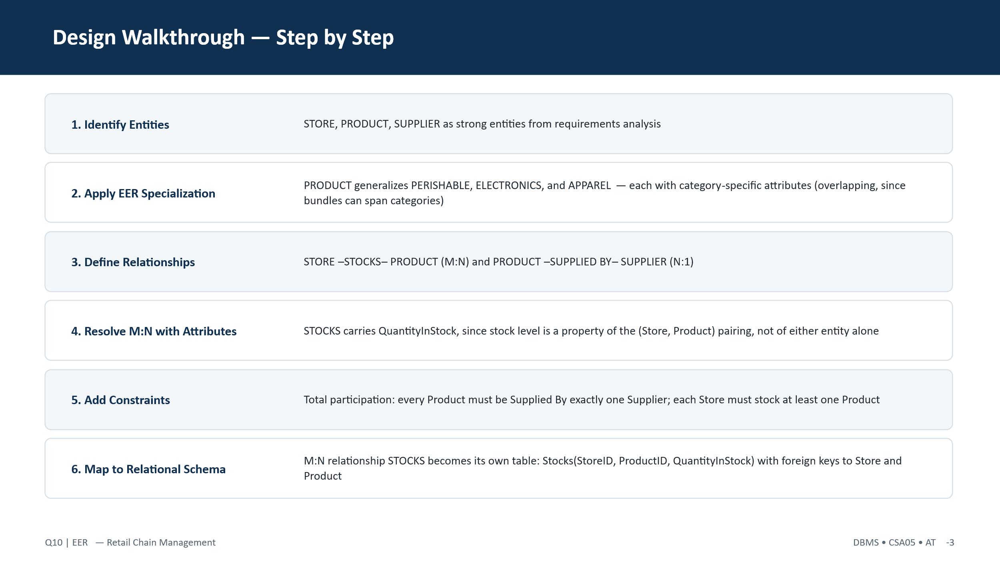 Design Walkthrough — Step by Step
1. Identify Entities
STORE, PRODUCT, SUPPLIER as strong entities from requirements analysis
2. Apply EER Specialization
PRODUCT generalizes PERISHABLE, ELECTRONICS, and APPAREL — each with category-specific attributes (overlapping, since
bundles can span categories)
3. Define Relationships
STORE –STOCKS– PRODUCT (M:N) and PRODUCT –SUPPLIED BY– SUPPLIER (N:1)
4. Resolve M:N with Attributes
STOCKS carries QuantityInStock, since stock level is a property of the (Store, Product) pairing, not of either entity alone
5. Add Constraints
Total participation: every Product must be Supplied By exactly one Supplier; each Store must stock at least one Product
6. Map to Relational Schema
M:N relationship STOCKS becomes its own table: Stocks(StoreID, ProductID, QuantityInStock) with foreign keys to Store and
Product
Q10 | EER — Retail Chain Management
DBMS • CSA05 • AT -3